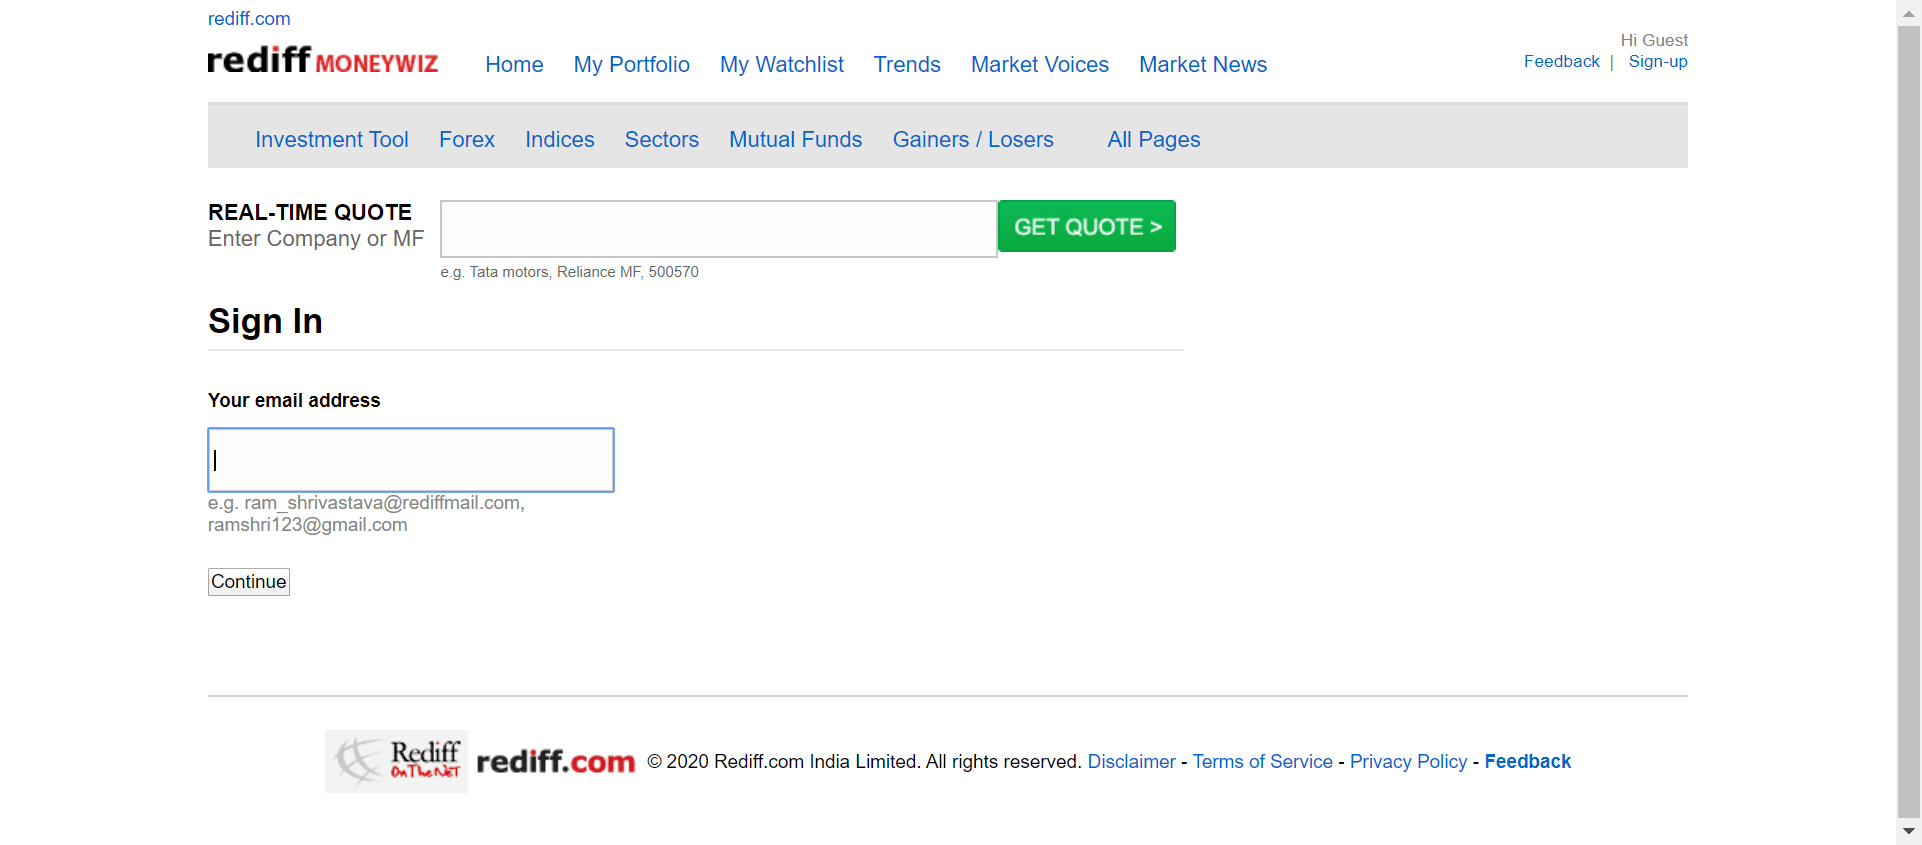 rediff.com
rediff MONEYWIZ
Home My Portfolio My Watchlist Trends Market Voices Market News
Hi Guest
Feedback | Sign-up
Investment Tool Forex Indices Sectors Mutual Funds Gainers / Losers All Pages
REAL-TIME QUOTE
Enter Company or MF
GET QUOTE >
e.g. Tata motors, Reliance MF, 500570
Sign In
Your email address
e.g. ram_shrivastava@rediffmail.com,
ramshri123@gmail.com
Continue
Rediff
On The NET
rediff.com © 2020 Rediff.com India Limited. All rights reserved. Disclaimer - Terms of Service - Privacy Policy - Feedback